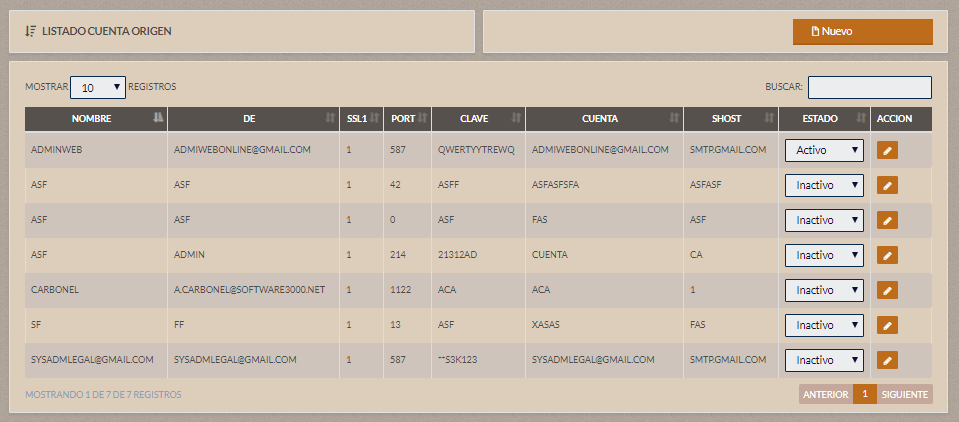 LISTADO CUENTA ORIGEN
Nuevo
MOSTRAR 10 REGISTROS BUSCAR:
NOMBRE DE SSL1 PORT CLAVE CUENTA SHOST ESTADO ACCION
ADMINWEB ADMIWEBONLINE@GMAIL.COM 1 587 QWERTYYTREWQ ADMIWEBONLINE@GMAIL.COM SMTP.GMAIL.COM Activo
ASF ASF 1 42 ASFF ASFASFSFA ASFASF Inactivo
ASF ASF 1 0 ASF FAS ASF Inactivo
ASF ADMIN 1 214 21312AD CUENTA CA Inactivo
CARBONEL A.CARBONEL@SOFTWARE3000.NET 1 1122 ACA ACA 1 Inactivo
SF FF 1 13 ASF XASAS FAS Inactivo
SYSADMLEGAL@GMAIL.COM SYSADMLEGAL@GMAIL.COM 1 587 **S3K123 SYSADMLEGAL@GMAIL.COM SMTP.GMAIL.COM Inactivo
MOSTRANDO 1 DE 7 DE 7 REGISTROS ANTERIOR 1 SIGUIENTE